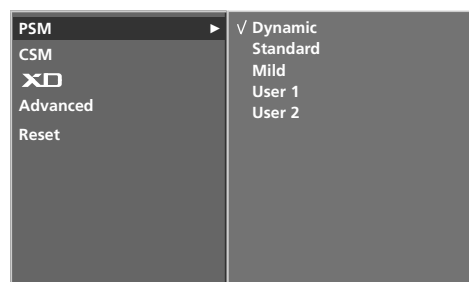 PSM ►
CSM
XD
Advanced
Reset
√ Dynamic
Standard
Mild
User 1
User 2